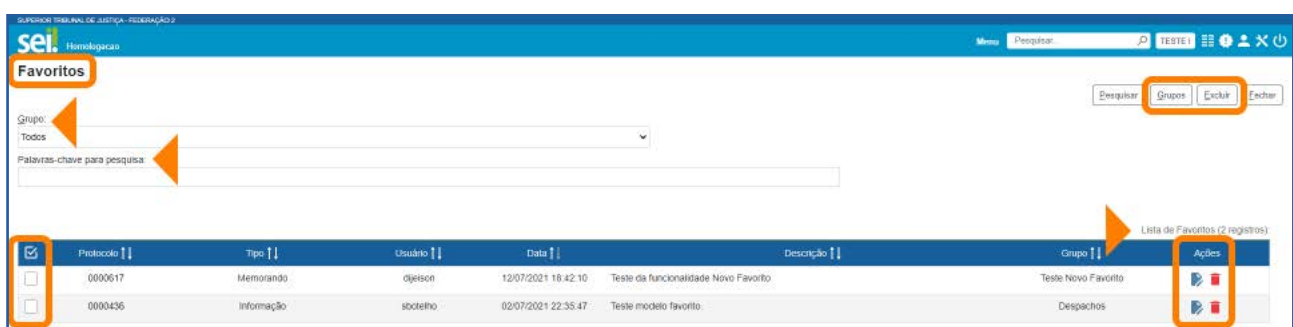 SUPERIOR TRIBUNAL DE JUSTIÇA - FEDERAÇÃO 2
sei. Homologacao Menu Pesquisar... TESTE I
Favoritos
Pesquisar Grupos Excluir Fechar
Grupo:
Todos
Palavras-chave para pesquisa:
Lista de Favoritos (2 registros):
Protocolo Tipo Usuário Data Descrição Grupo Ações
0000617 Memorando dijeison 12/07/2021 18:42:10 Teste da funcionalidade Novo Favorito Teste Novo Favorito
0000436 Informação sbotelho 02/07/2021 22:35:47 Teste modelo favorito. Despachos